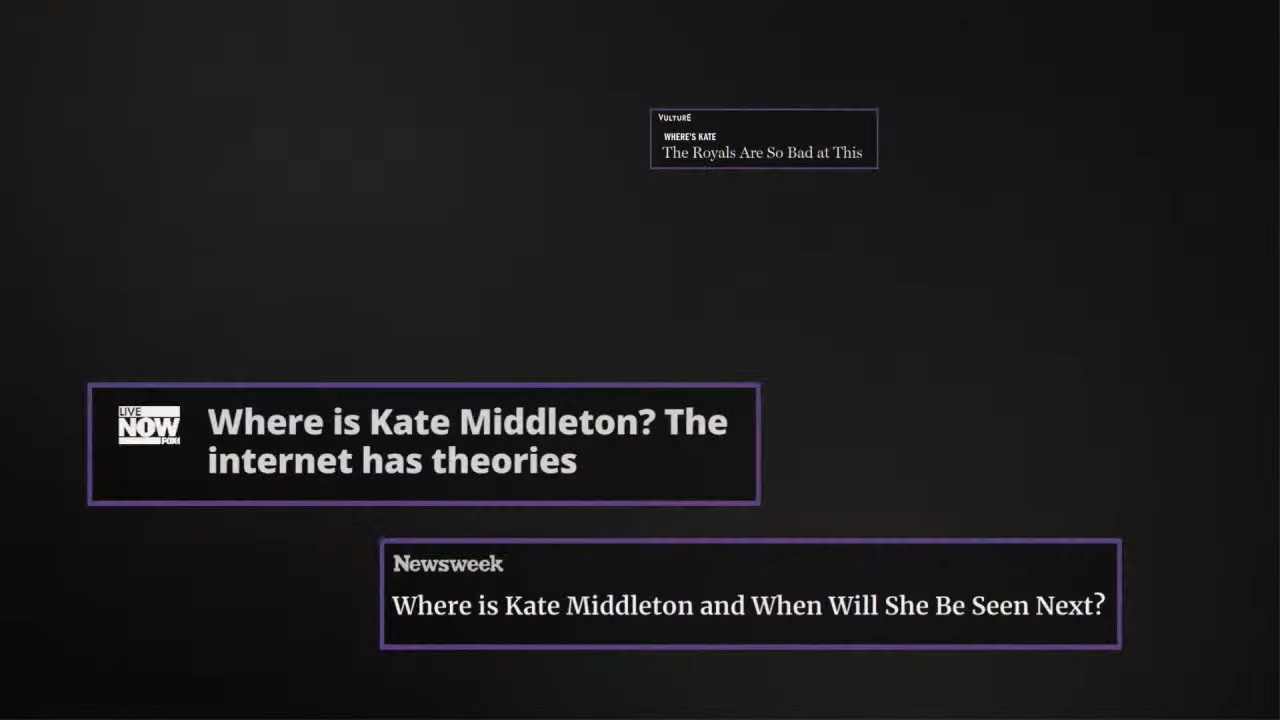 VULTURE
WHERE'S KATE
The Royals Are So Bad at This
LIVE
NOW
FOX
Where is Kate Middleton? The
internet has theories
Newsweek
Where is Kate Middleton and When Will She Be Seen Next?